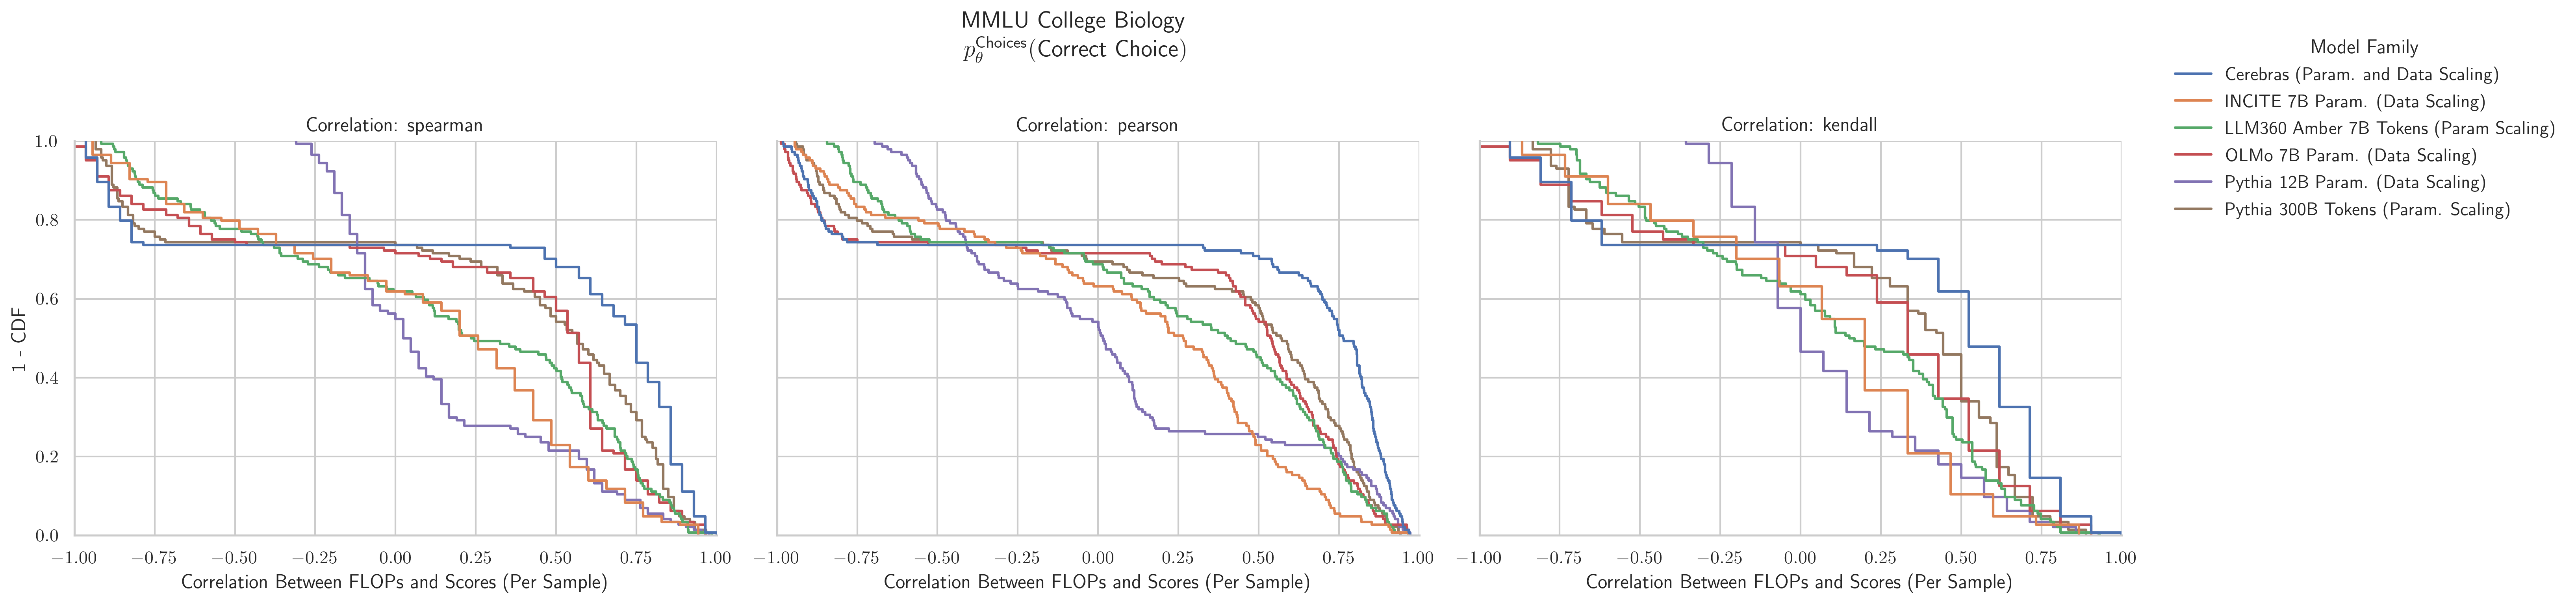 MMLU College Biology
p_θ^Choices(Correct Choice)
Model Family
Cerebras (Param. and Data Scaling)
INCITE 7B Param. (Data Scaling)
LLM360 Amber 7B Tokens (Param Scaling)
OLMo 7B Param. (Data Scaling)
Pythia 12B Param. (Data Scaling)
Pythia 300B Tokens (Param. Scaling)
Correlation: spearman
1 - CDF
1.0
0.8
0.6
0.4
0.2
0.0
−1.00 −0.75 −0.50 −0.25 0.00 0.25 0.50 0.75 1.00
Correlation Between FLOPs and Scores (Per Sample)
Correlation: pearson
−1.00 −0.75 −0.50 −0.25 0.00 0.25 0.50 0.75 1.00
Correlation Between FLOPs and Scores (Per Sample)
Correlation: kendall
−1.00 −0.75 −0.50 −0.25 0.00 0.25 0.50 0.75 1.00
Correlation Between FLOPs and Scores (Per Sample)